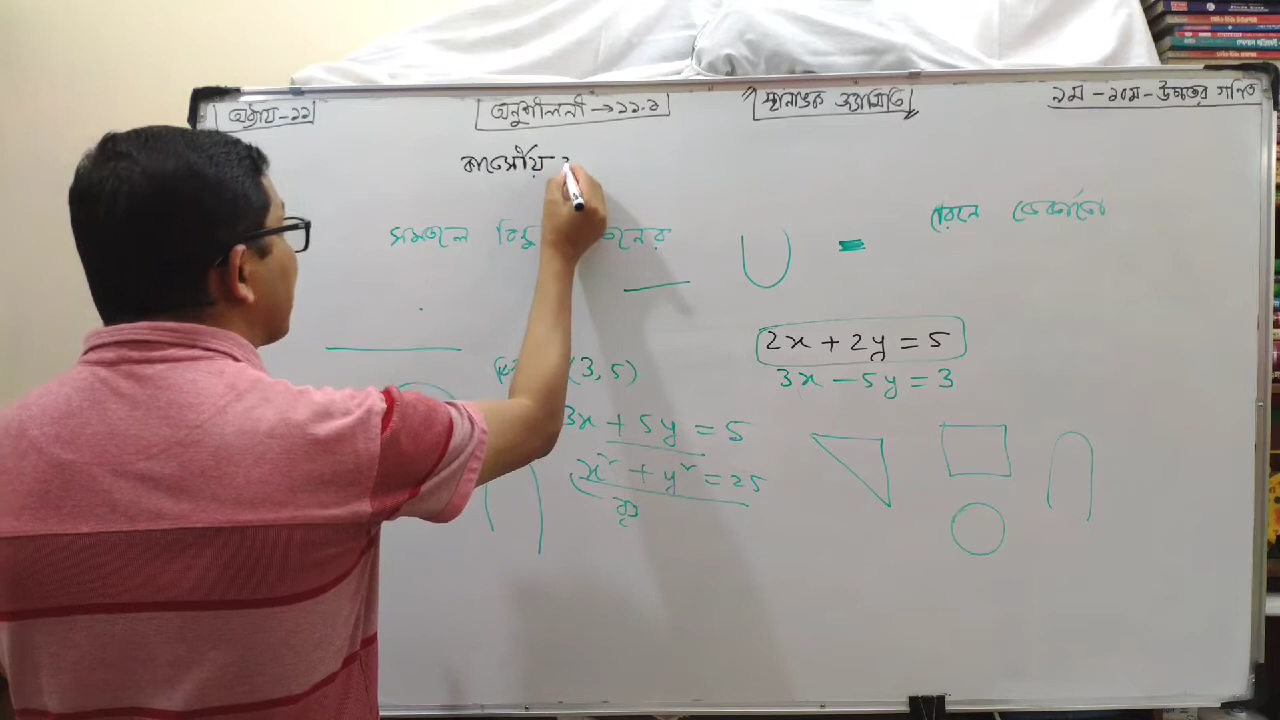 অধ্যায়-১১
অনুশীলনী → ১১.১
"স্থানাঙ্ক জ্যামিতি"
৯ম - ১০ম - উচ্চতর গণিত
কার্তেসীয়
সমতলে বিন্দু
রেনে ডেকার্তে
2x + 2y = 5
3x - 5y = 3
(3, 5)
3x + 5y = 5
x² + y² = 25
বৃত্ত